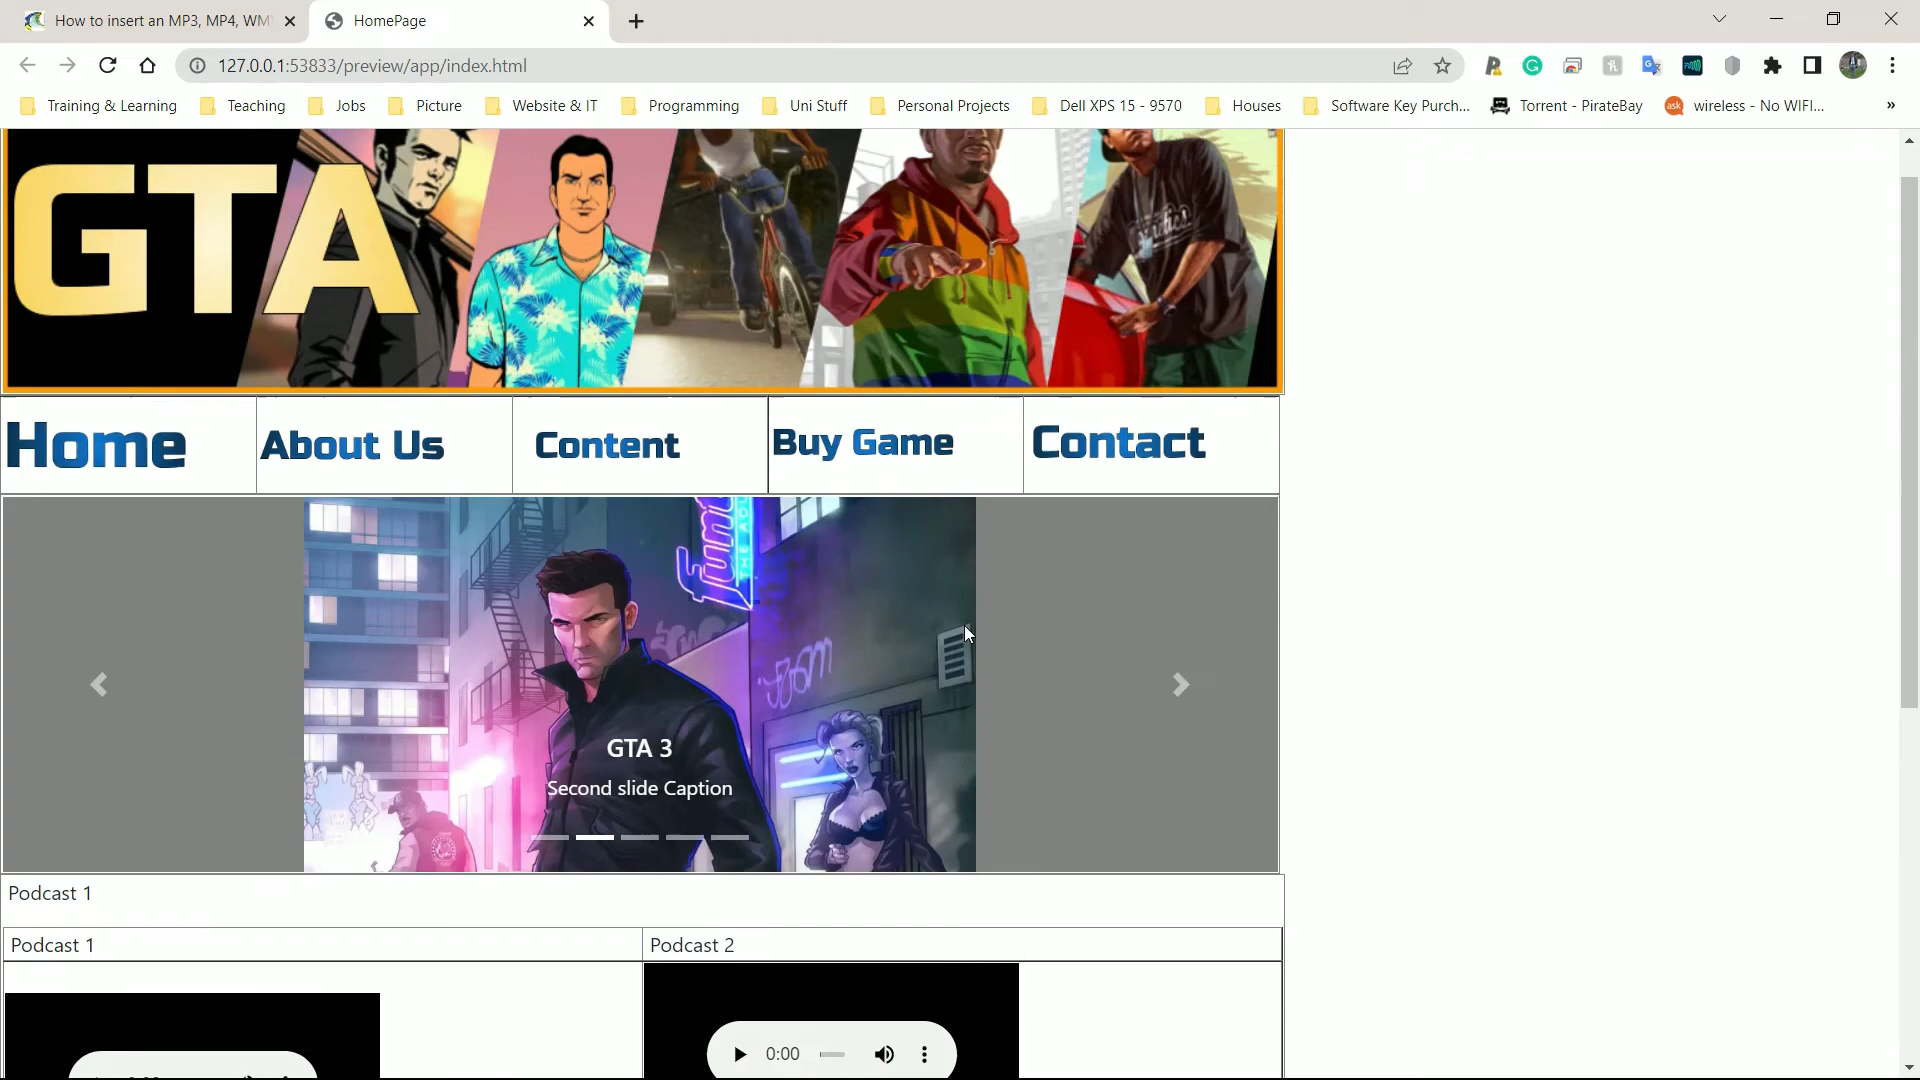 How to insert an MP3, MP4, WM
HomePage
127.0.0.1:53833/preview/app/index.html
Training & Learning
Teaching
Jobs
Picture
Website & IT
Programming
Uni Stuff
Personal Projects
Dell XPS 15 - 9570
Houses
Software Key Purch...
Torrent - PirateBay
ask
wireless - No WIFI...
»
GTA
Home
About Us
Content
Buy Game
Contact
GTA 3
Second slide Caption
Podcast 1
Podcast 1
Podcast 2
0:00